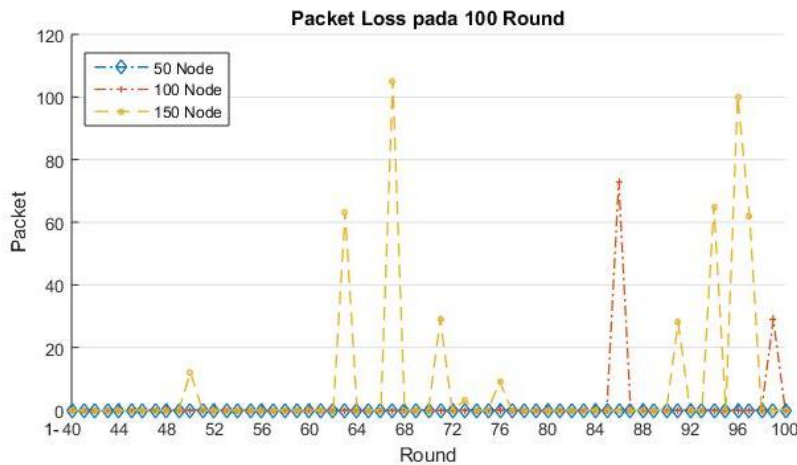 Packet Loss pada 100 Round
120
100
80
60
40
20
0
Packet
50 Node
100 Node
150 Node
1- 40 44 48 52 56 60 64 68 72 76 80 84 88 92 96 100
Round